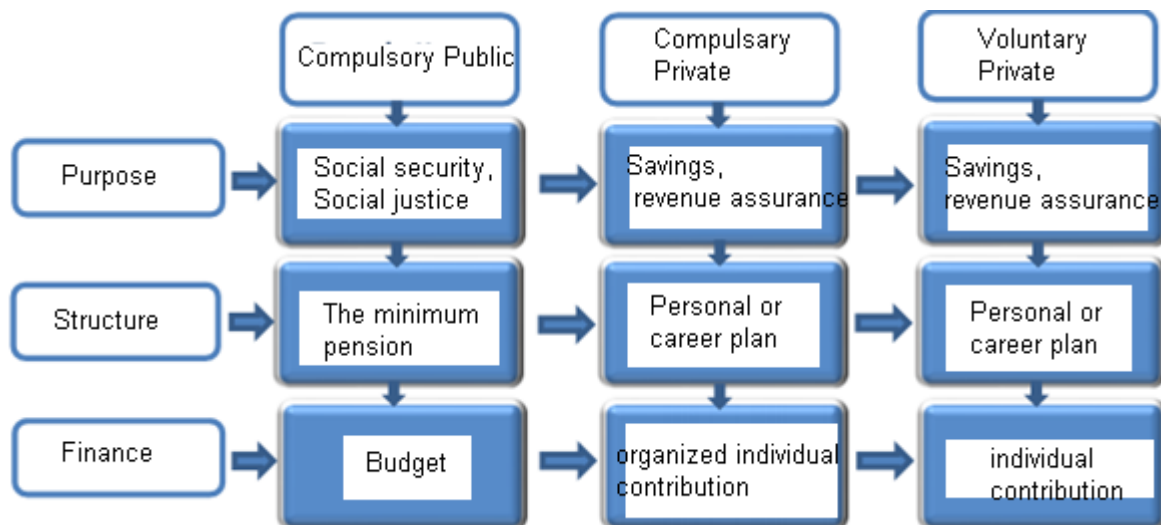 Compulsory Public
Compulsary
Private
Voluntary
Private
Purpose
Social security,
Social justice
Savings,
revenue assurance
Savings,
revenue assurance
Structure
The minimum
pension
Personal or
career plan
Personal or
career plan
Finance
Budget
organized individual
contribution
individual
contribution